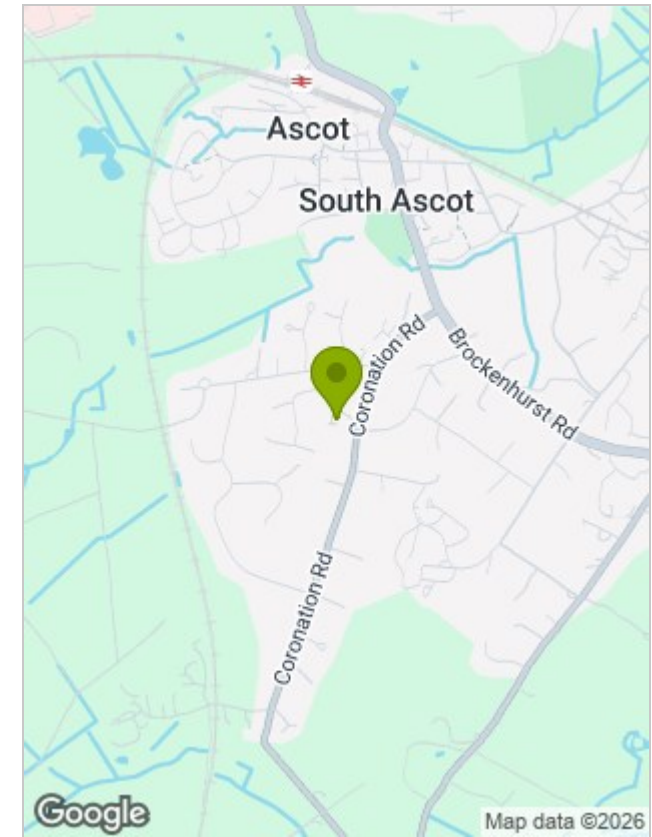 Ascot
South Ascot
Coronation Rd
Brockenhurst Rd
Coronation Rd
Google
Map data ©2026